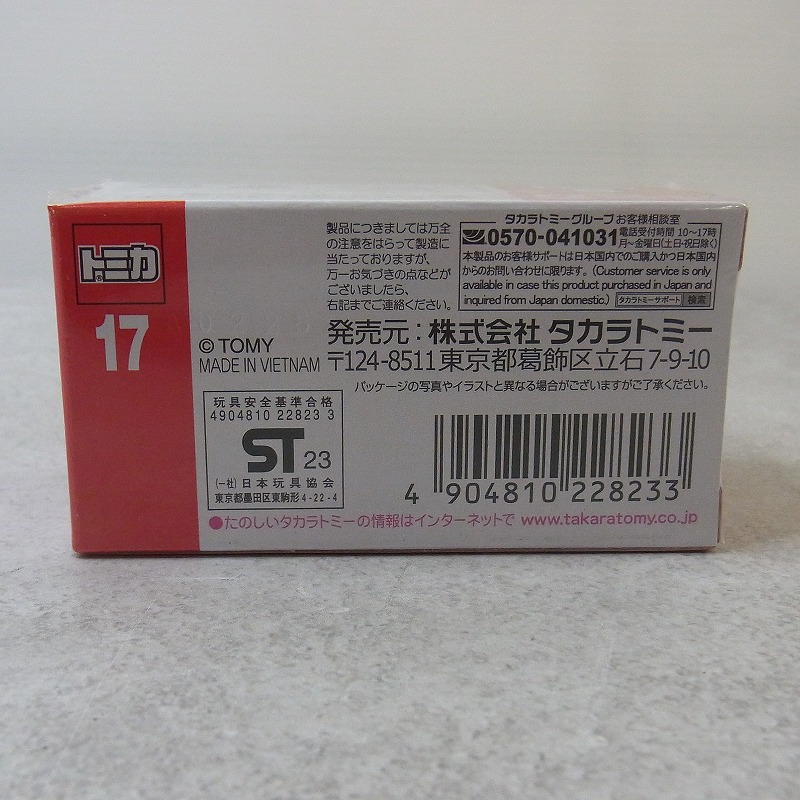 トミカ
17
© TOMY
MADE IN VIETNAM
製品につきましては万全
の注意をはらって製造に
当たっておりますが、
万一お気づきの点などが
ございましたら、
右記までご連絡ください。
タカラトミーグループ お客様相談室
0570-041031 電話受付時間 10〜17時
月〜金曜日(土日・祝日除く)
本製品のお客様サポートは日本国内でのご購入かつ日本国内
からのお問い合わせに限ります。(Customer service is only
available in case this product purchased in Japan and
inquired from Japan domestic.) タカラトミーサポート 検索
発売元：株式会社 タカラトミー
〒124-8511 東京都葛飾区立石7-9-10
パッケージの写真やイラストと異なる場合がございますがご了承ください。
玩具安全基準合格
4904810 22823 3
ST 23
(一社)日本玩具協会
東京都墨田区東駒形4-22-4
4 904810 228233
●たのしいタカラトミーの情報はインターネットで www.takaratomy.co.jp